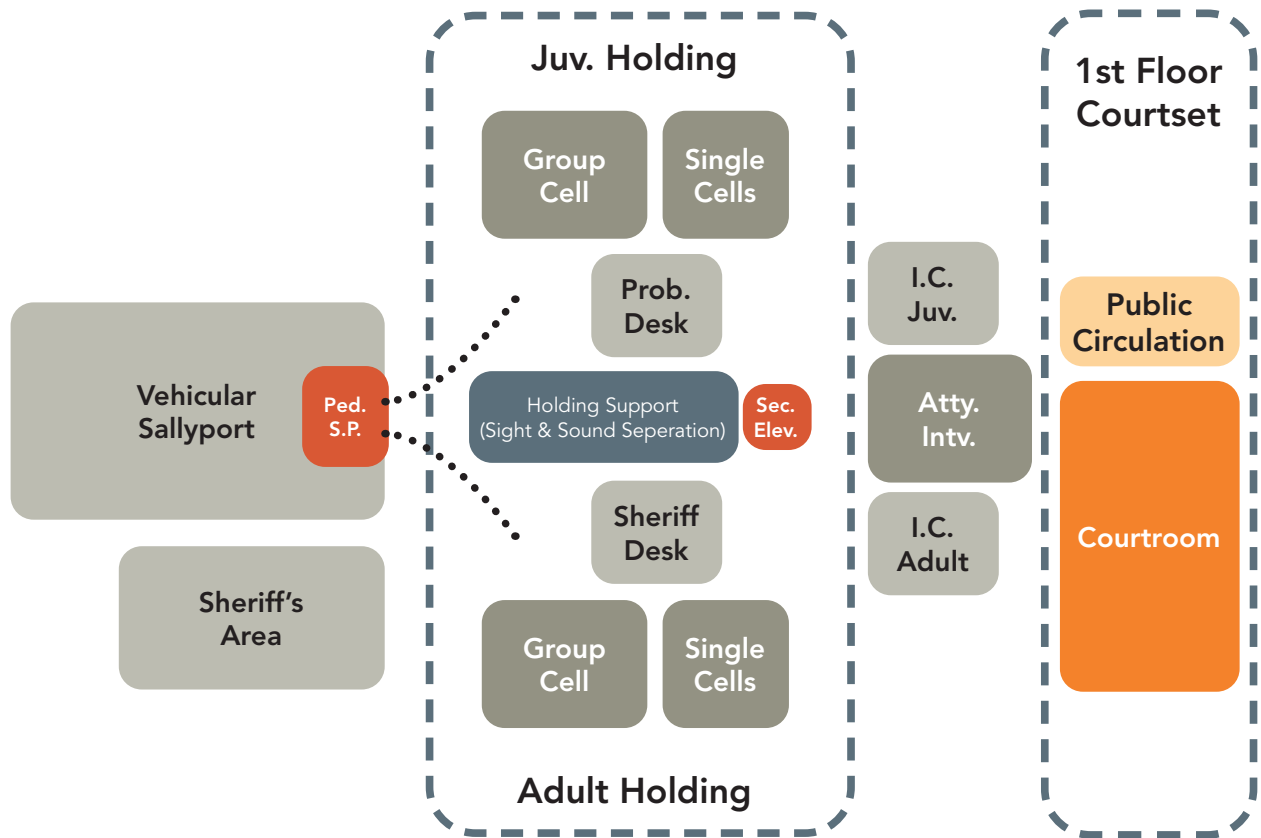 Juv. Holding
1st Floor
Courtset
Group
Cell
Single
Cells
Prob.
Desk
I.C.
Juv.
Public
Circulation
Vehicular
Sallyport
Ped.
S.P.
Holding Support
(Sight & Sound Seperation)
Sec.
Elev.
Atty.
Intv.
Courtroom
Sheriff
Desk
I.C.
Adult
Sheriff's
Area
Group
Cell
Single
Cells
Adult Holding